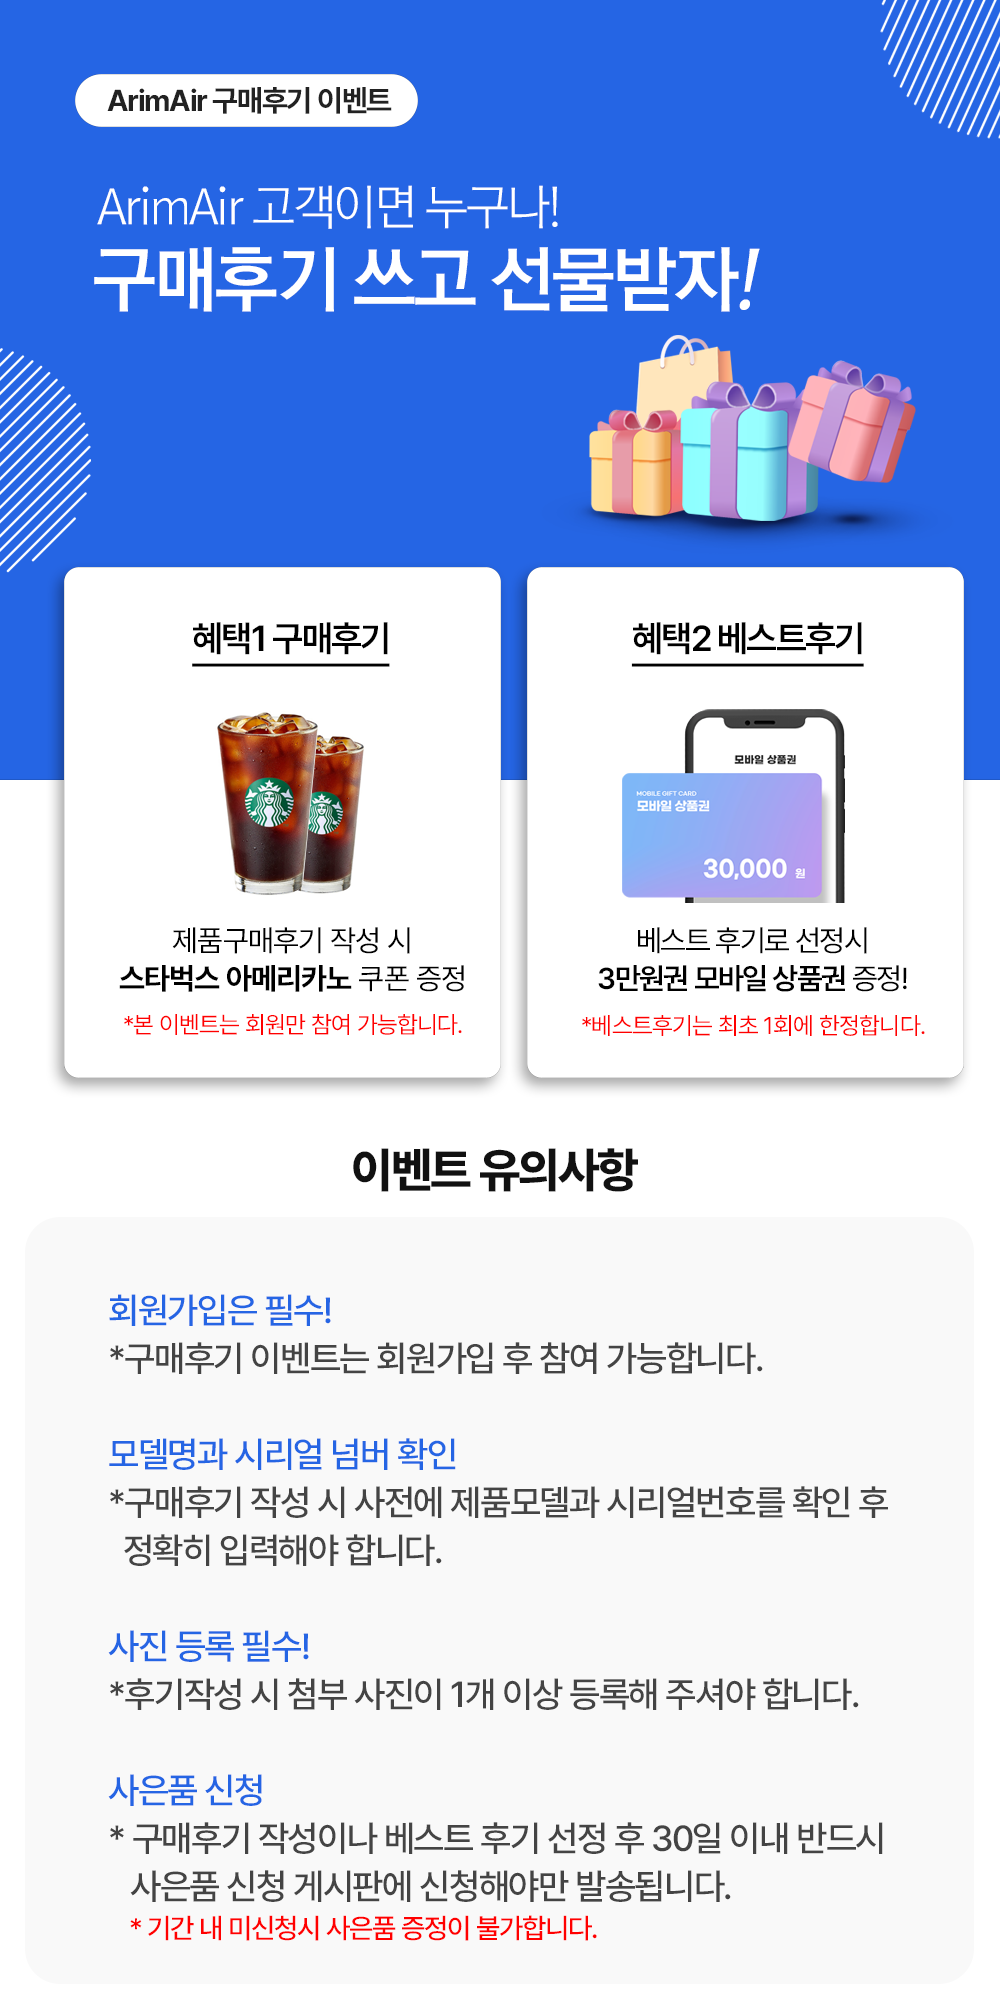 ArimAir 구매후기 이벤트
ArimAir 고객이면 누구나!
구매후기 쓰고 선물받자!
혜택1 구매후기
제품구매후기 작성 시
스타벅스 아메리카노 쿠폰 증정
*본 이벤트는 회원만 참여 가능합니다.
혜택2 베스트후기
모바일 상품권
MOBILE GIFT CARD
모바일 상품권
30,000 원
베스트 후기로 선정시
3만원권 모바일 상품권 증정!
*베스트후기는 최초 1회에 한정합니다.
이벤트 유의사항
회원가입은 필수!
*구매후기 이벤트는 회원가입 후 참여 가능합니다.
모델명과 시리얼 넘버 확인
*구매후기 작성 시 사전에 제품모델과 시리얼번호를 확인 후
정확히 입력해야 합니다.
사진 등록 필수!
*후기작성 시 첨부 사진이 1개 이상 등록해 주셔야 합니다.
사은품 신청
* 구매후기 작성이나 베스트 후기 선정 후 30일 이내 반드시
사은품 신청 게시판에 신청해야만 발송됩니다.
* 기간 내 미신청시 사은품 증정이 불가합니다.